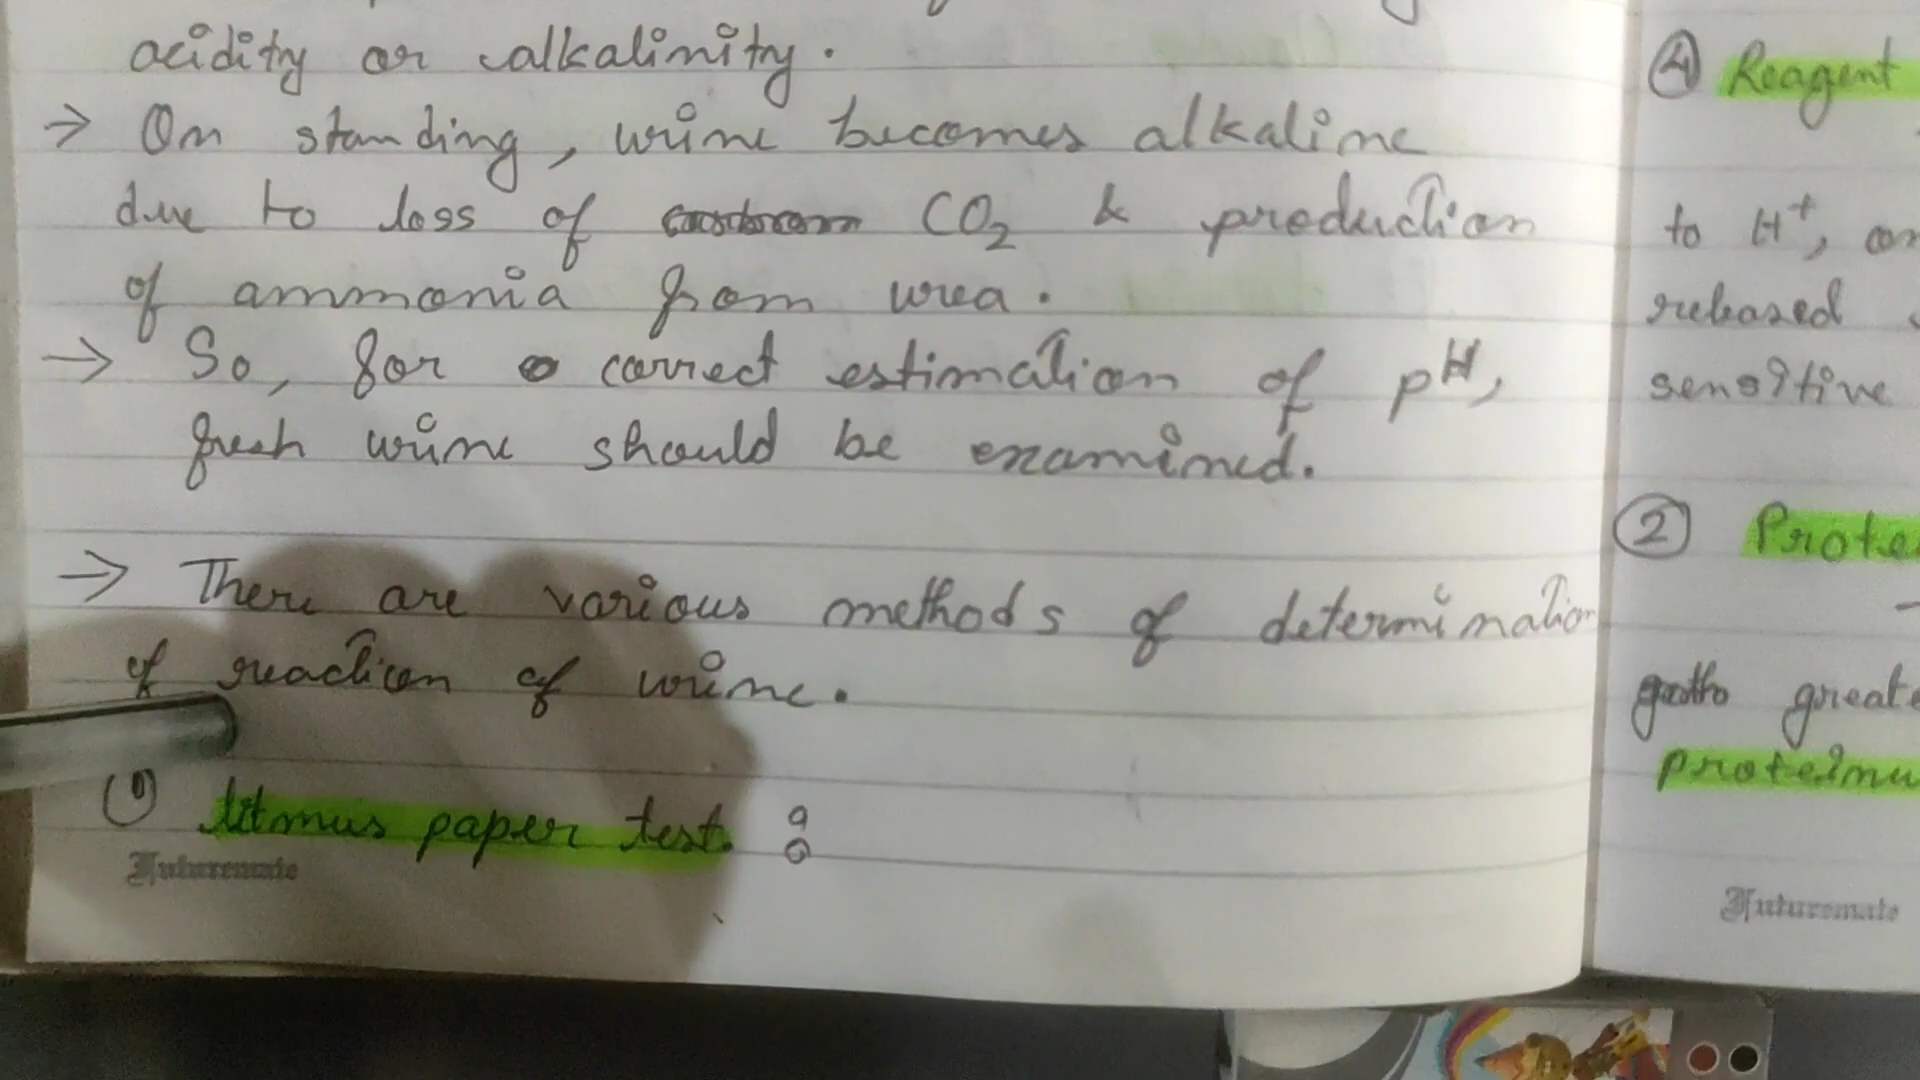 acidity or alkalinity.
→ On standing, urine becomes alkaline
due to loss of CO₂ & production
of ammonia from urea.
→ So, for correct estimation of pH,
fresh urine should be examined.
→ There are various methods of determination
of reaction of urine.
① litmus paper test :
Futuremate
④ Reagent
to H⁺,
released
sensitive
② Prote
greate
proteinu
Futuremate